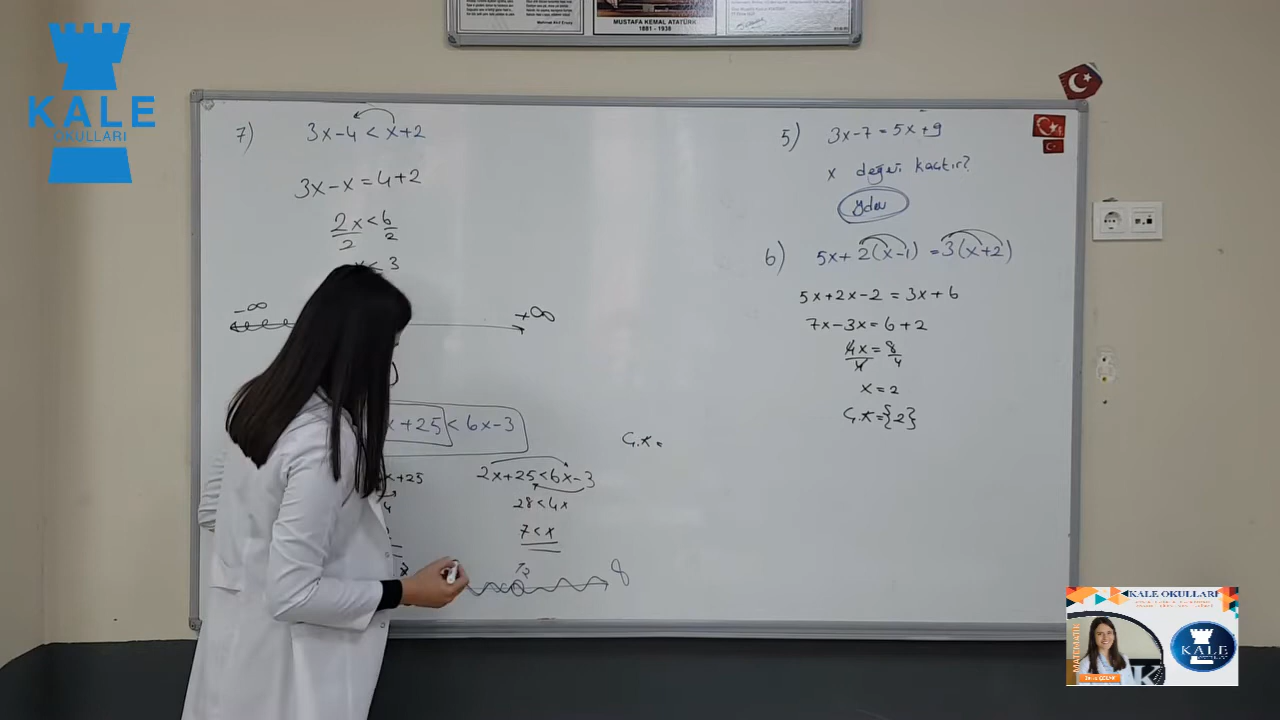 KALE
OKULLARI
MUSTAFA KEMAL ATATÜRK
1881 - 1938
7) 3x-4 < x+2
3x-x = 4+2
2x < 6
2 2
x < 3
-∞ +∞
x+25 < 6x-3
x+25
4
2x+25<6x-3
28<4x
7<x
Ç.K =
5) 3x-7 = 5x+9
x değeri kaçtır?
ödev
6) 5x+2(x-1) = 3(x+2)
5x+2x-2 = 3x+6
7x-3x = 6+2
4x = 8
4 4
x = 2
Ç.K={2}
KALE OKULLARI
MATEMATİK
KALE